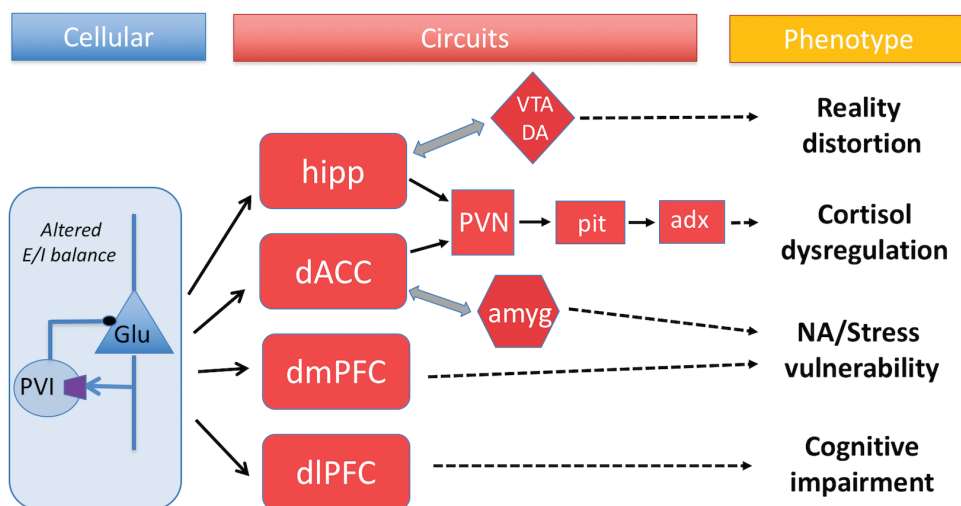 Cellular
Circuits
Phenotype
VTA
DA
Reality
distortion
hipp
PVN
pit
adx
Cortisol
dysregulation
Altered
E/I balance
dACC
amyg
Glu
NA/Stress
vulnerability
PVI
dmPFC
dlPFC
Cognitive
impairment